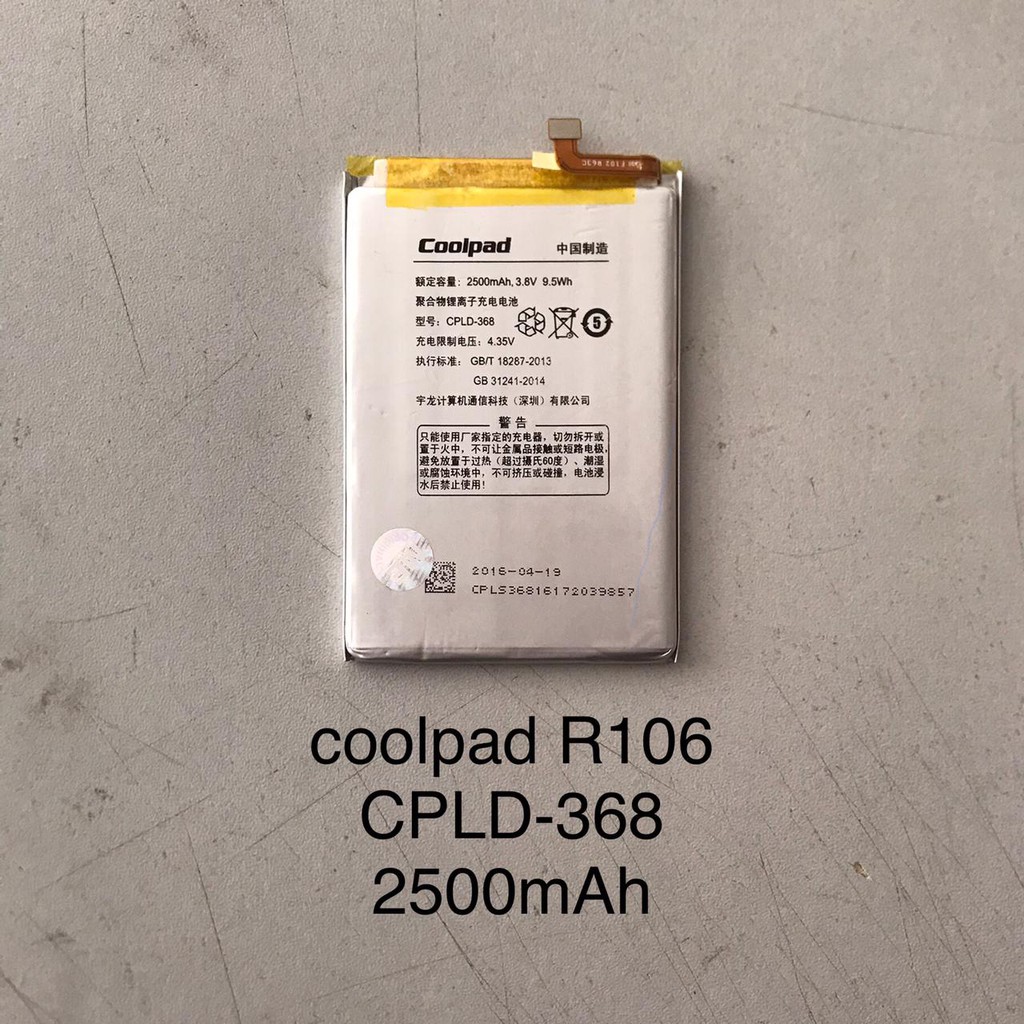 Coolpad 中国制造
额定容量: 2500mAh, 3.8V 9.5Wh
聚合物锂离子充电电池
型号: CPLD-368
5
充电限制电压: 4.35V
执行标准: GB/T 18287-2013
GB 31241-2014
宇龙计算机通信科技（深圳）有限公司
警告
只能使用厂家指定的充电器, 切勿拆开或
置于火中, 不可让金属品接触或短路电极,
避免放置于过热（超过摄氏60度）、潮湿
或腐蚀环境中, 不可挤压或碰撞, 电池浸
水后禁止使用!
2016-04-19
CPLS36816172039857
coolpad R106
CPLD-368
2500mAh